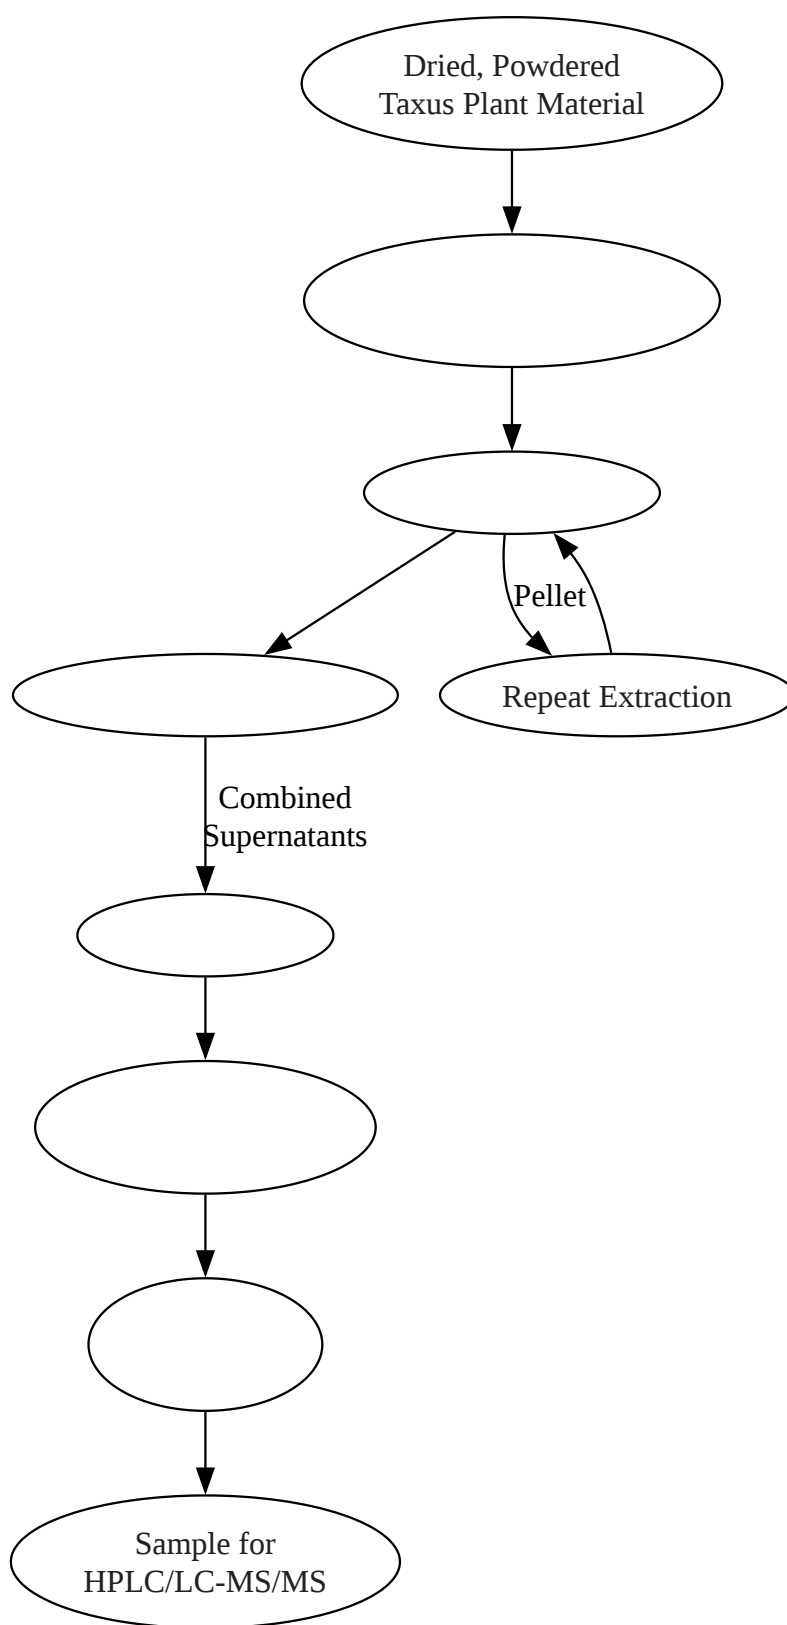 Dried, Powdered
Taxus Plant Material
Pellet
Repeat Extraction
Combined
Supernatants
Sample for
HPLC/LC-MS/MS